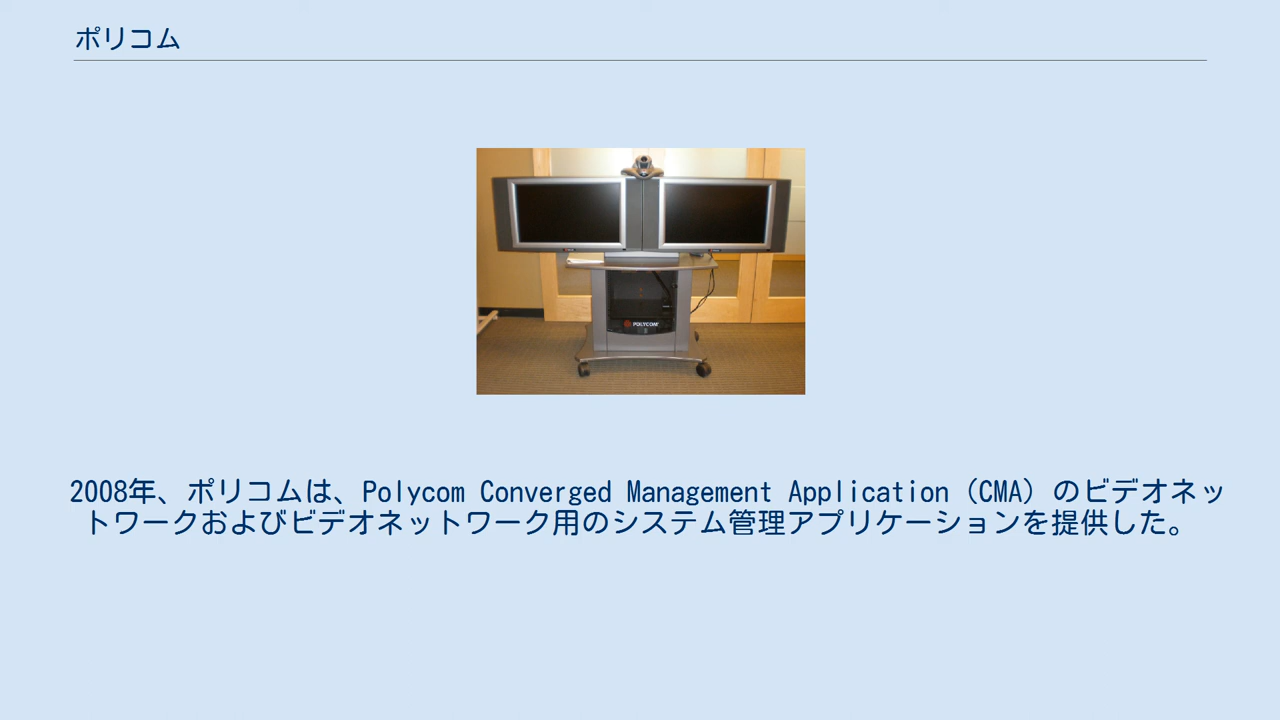 ポリコム
POLYCOM
2008年、ポリコムは、Polycom Converged Management Application（CMA）のビデオネッ
トワークおよびビデオネットワーク用のシステム管理アプリケーションを提供した。